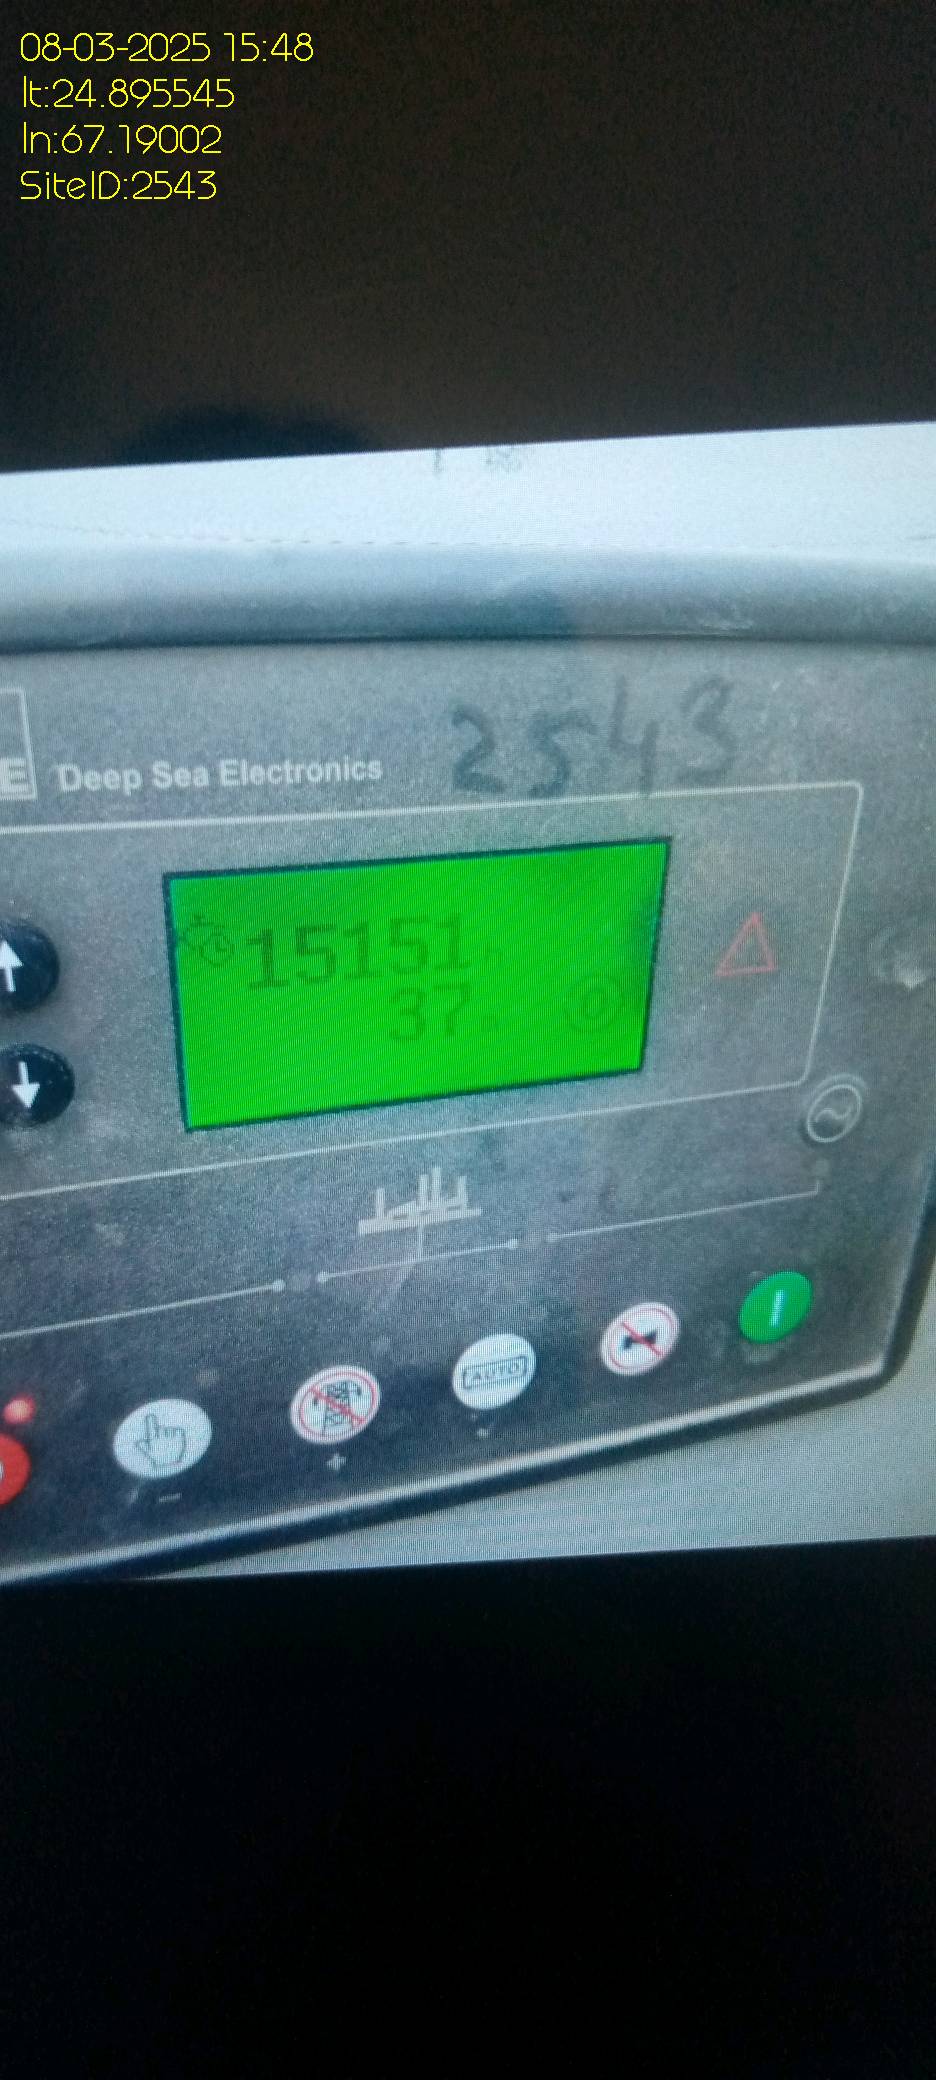 08-03-2025 15:48
lt:24.895545
ln:67.19002
SiteID:2543
2543
E Deep Sea Electronics
15151 h
37
0
AUTO
+
-